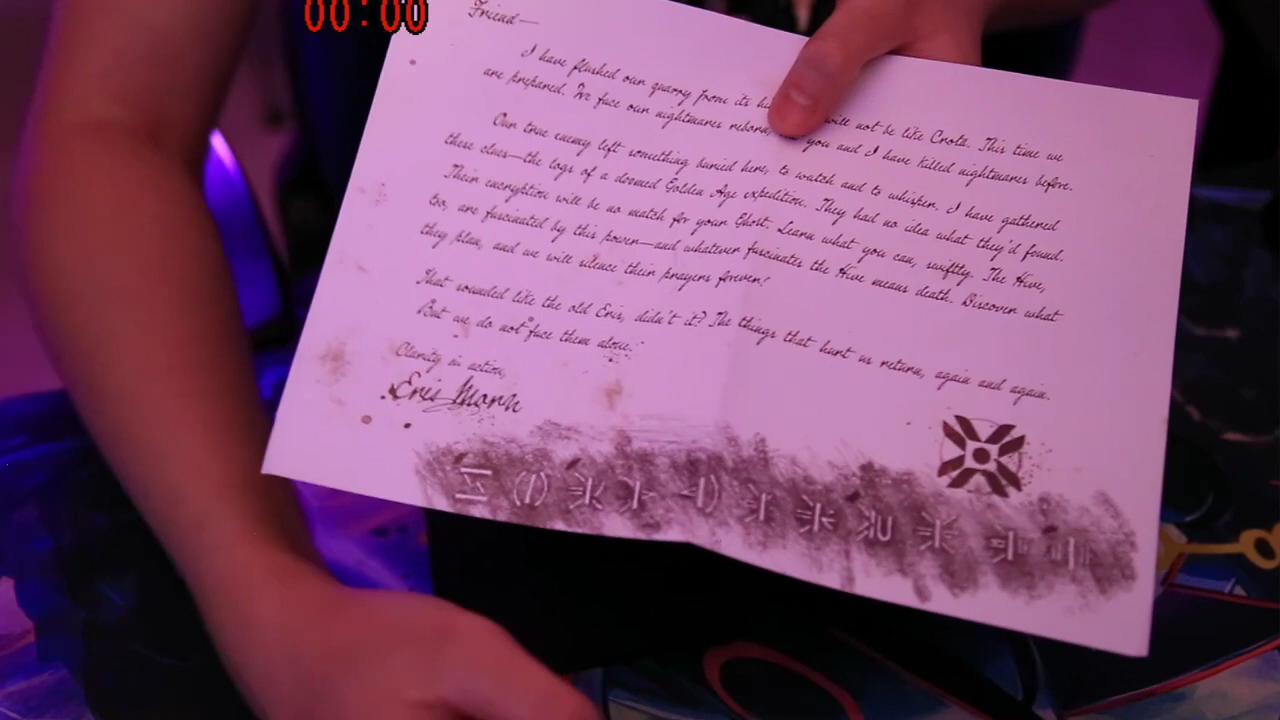 00:00
Friend—
I have flushed our quarry from its will not be like Crota. This time we
are prepared. We face our nightmares reborn, you and I have killed nightmares before.
Our true enemy left something buried here, to watch and to whisper. I have gathered
these clues—the logs of a doomed Golden Age expedition. They had no idea what they'd found.
Their encryption will be no match for your Ghost. Learn what you can, swiftly. The Hive,
too, are fascinated by this power—and whatever fascinates the Hive means death. Discover what
they plan, and we will silence their prayers forever!
That sounded like the old Eris, didn't it? The things that hurt us return, again and again.
But we do not face them alone.
Clarity in action,
Eris Morn